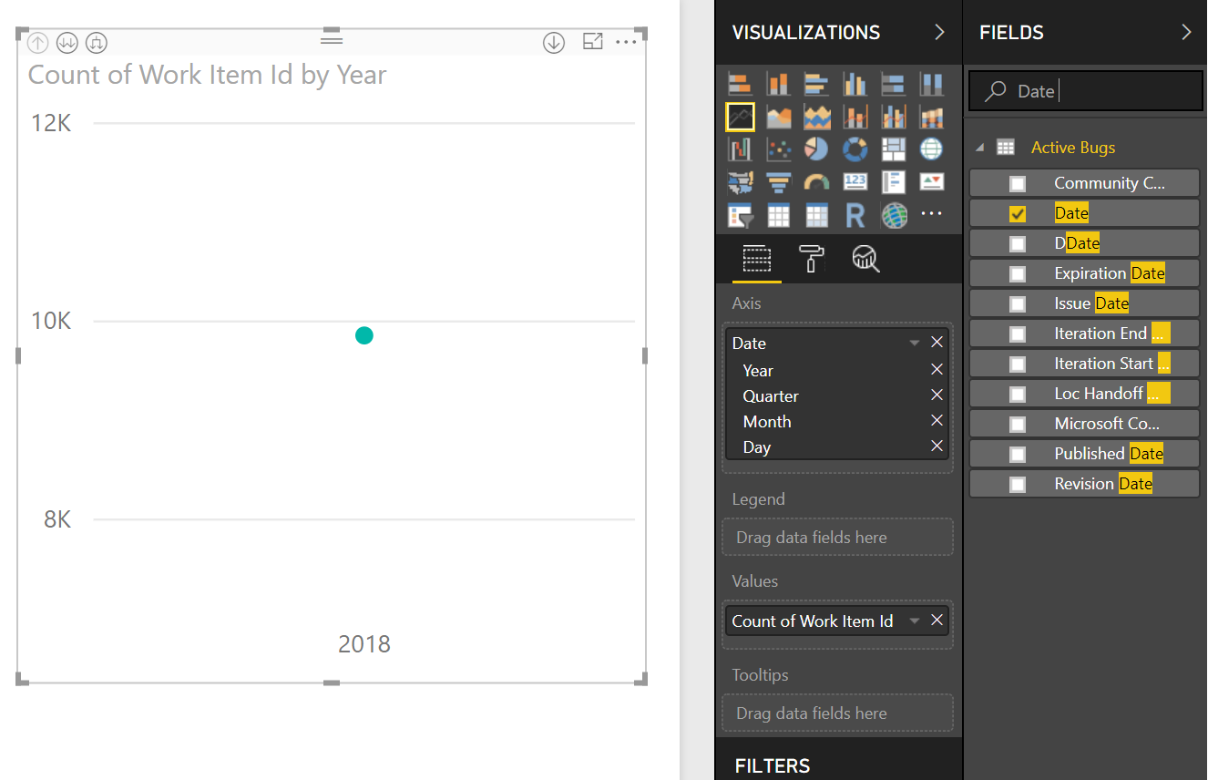 Count of Work Item Id by Year
12K
10K
8K
2018
VISUALIZATIONS
123
R
Axis
Date
Year
Quarter
Month
Day
Legend
Drag data fields here
Values
Count of Work Item Id
Tooltips
Drag data fields here
FILTERS
FIELDS
Date
Active Bugs
Community C...
Date
DDate
Expiration Date
Issue Date
Iteration End ...
Iteration Start ...
Loc Handoff ...
Microsoft Co...
Published Date
Revision Date